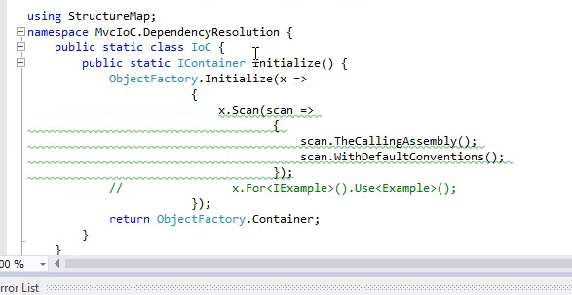 using StructureMap;
namespace MvcIoC.DependencyResolution {
public static class IoC {
public static IContainer Initialize() {
ObjectFactory.Initialize(x =>
{
x.Scan(scan =>
{
scan.TheCallingAssembly();
scan.WithDefaultConventions();
});
// x.For<IExample>().Use<Example>();
});
return ObjectFactory.Container;
}
}
00 %
rror List